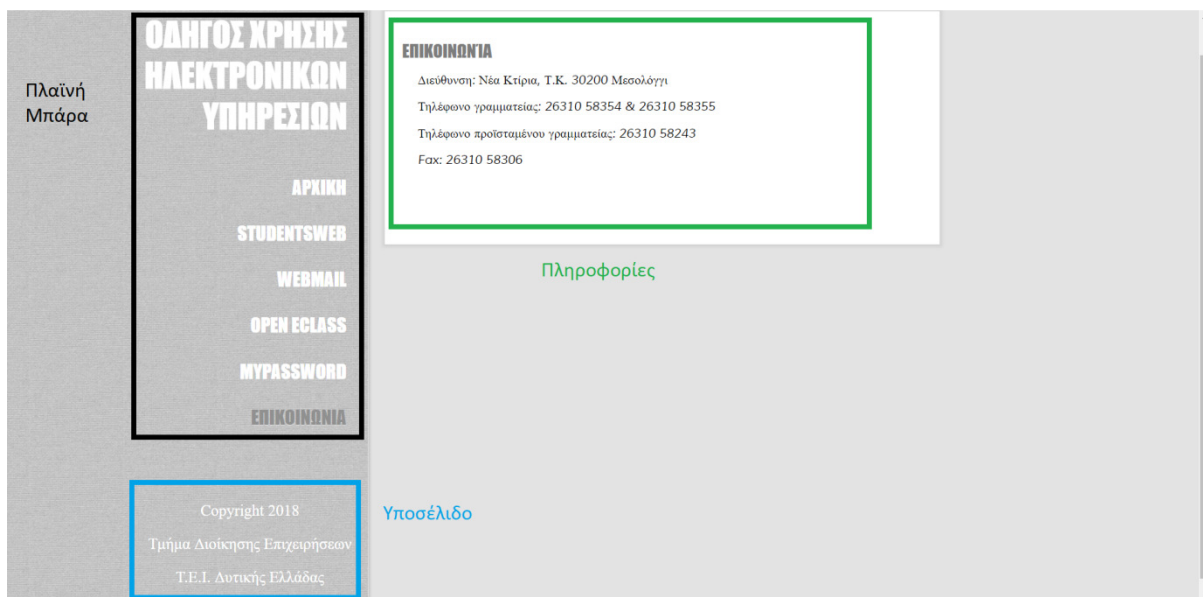 Πλαϊνή
Μπάρα
ΟΔΗΓΟΣ ΧΡΗΣΗΣ
ΗΛΕΚΤΡΟΝΙΚΩΝ
ΥΠΗΡΕΣΙΩΝ
ΑΡΧΙΚΗ
STUDENTSWEB
WEBMAIL
OPEN ECLASS
MYPASSWORD
ΕΠΙΚΟΙΝΩΝΙΑ
Copyright 2018
Τμήμα Διοίκησης Επιχειρήσεων
Τ.Ε.Ι. Δυτικής Ελλάδας
ΕΠΙΚΟΙΝΩΝΊΑ
Διεύθυνση: Νέα Κτίρια, Τ.Κ. 30200 Μεσολόγγι
Τηλέφωνο γραμματείας: 26310 58354 & 26310 58355
Τηλέφωνο προϊσταμένου γραμματείας: 26310 58243
Fax: 26310 58306
Πληροφορίες
Υποσέλιδο